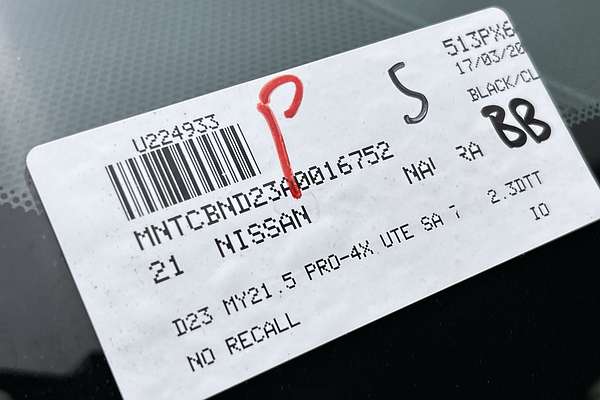 U224933
513PX6
17/03/20
BLACK/CL
P
S
BB
MNTCBND23A0016752
21 NISSAN
NAI RA
D23 MY21.5 PRO-4X UTE SA 7 2.3DTT
NO RECALL
IO